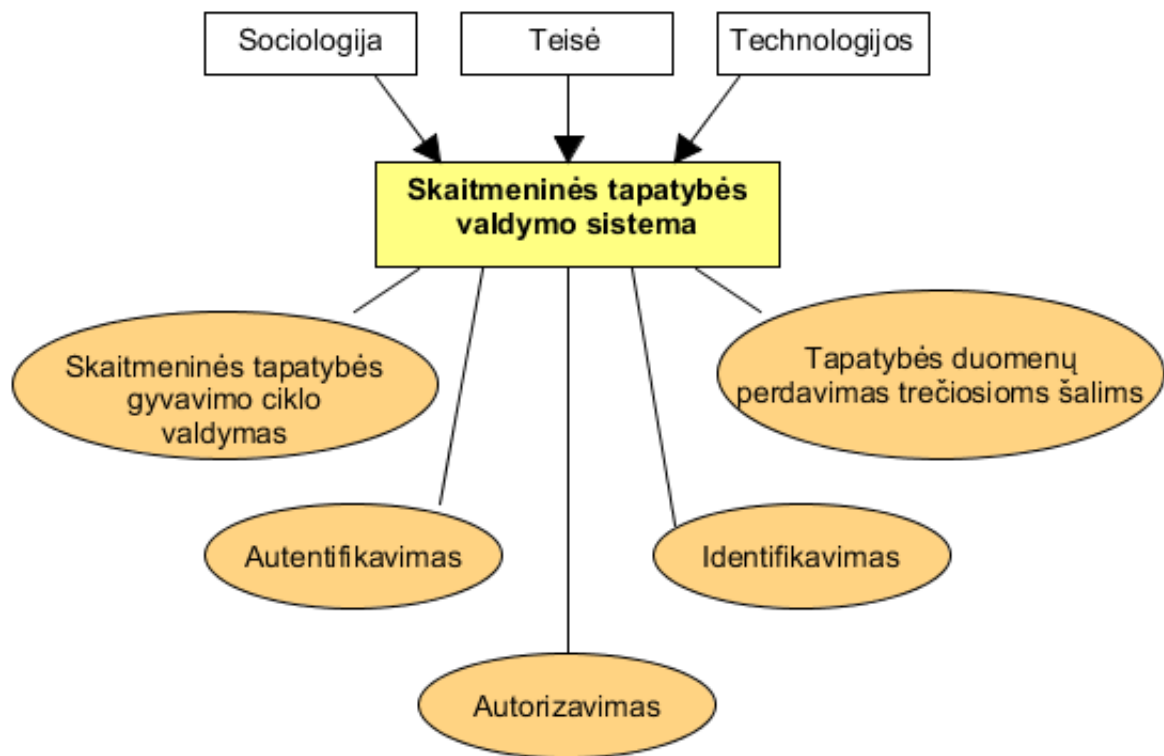 Sociologija
Teisė
Technologijos
Skaitmeninės tapatybės
valdymo sistema
Skaitmeninės tapatybės
gyvavimo ciklo
valdymas
Tapatybės duomenų
perdavimas trečiosioms šalims
Autentifikavimas
Identifikavimas
Autorizavimas